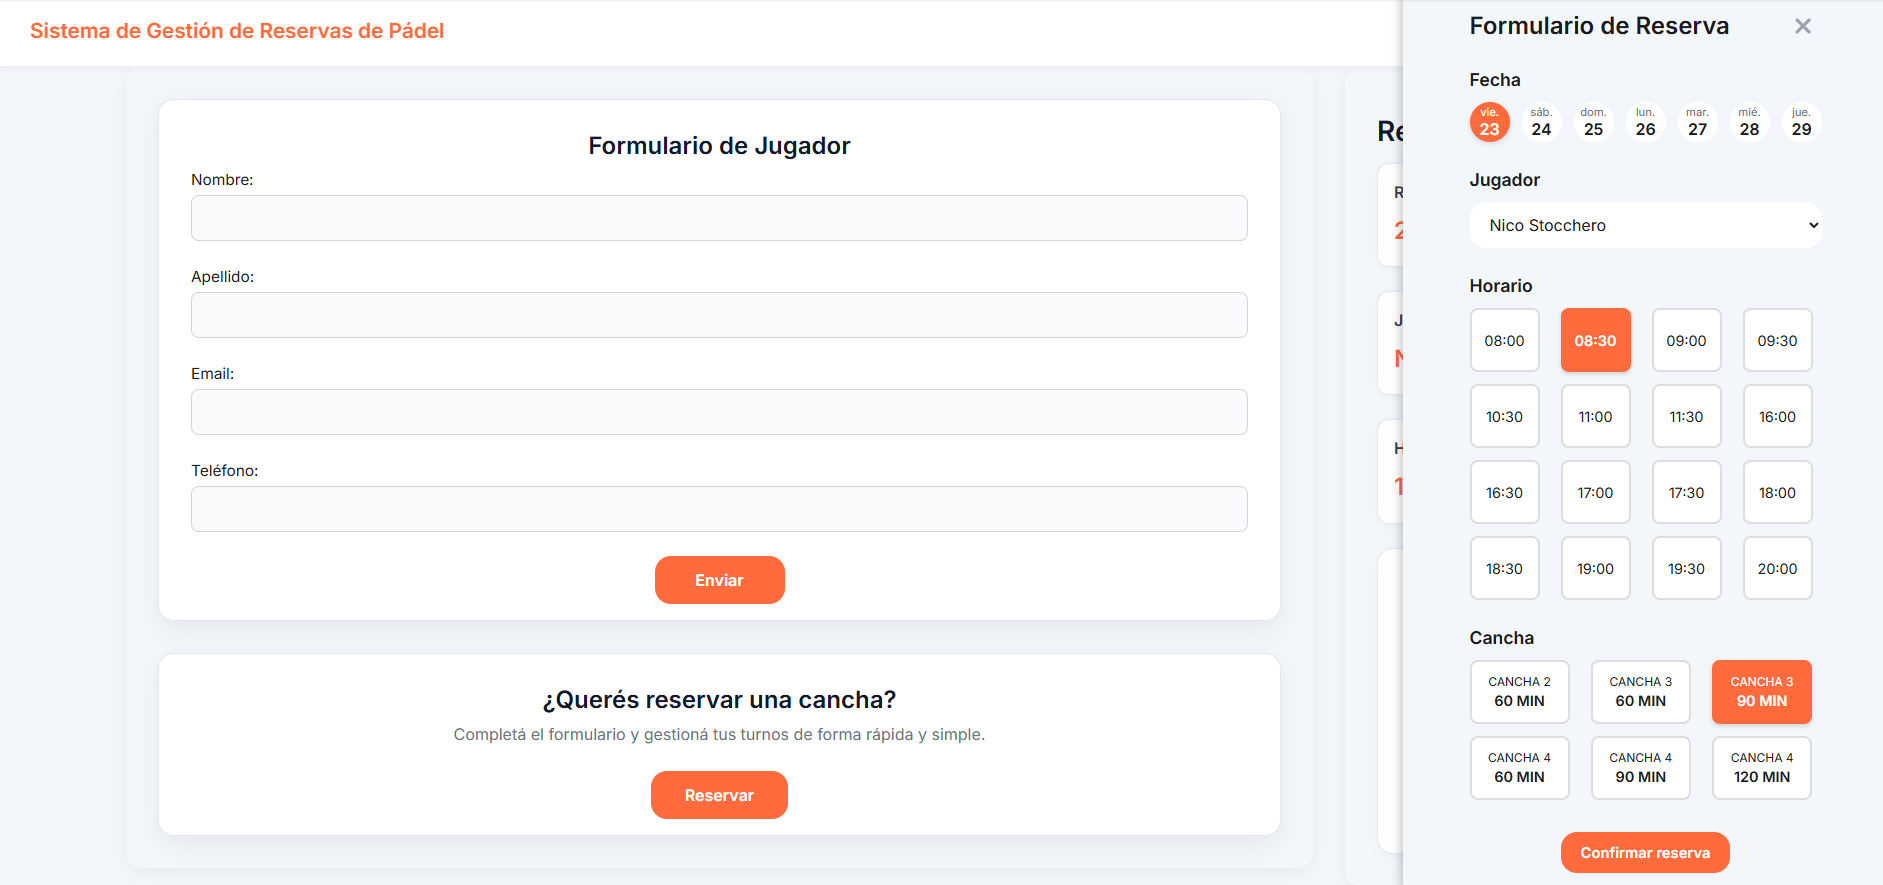 Sistema de Gestión de Reservas de Pádel
Formulario de Jugador
Nombre:
Apellido:
Email:
Teléfono:
Enviar
¿Querés reservar una cancha?
Completá el formulario y gestioná tus turnos de forma rápida y simple.
Reservar
Formulario de Reserva
Fecha
vie. sáb. dom. lun. mar. mié. jue.
23 24 25 26 27 28 29
Jugador
Nico Stocchero
Horario
08:00 08:30 09:00 09:30
10:30 11:00 11:30 16:00
16:30 17:00 17:30 18:00
18:30 19:00 19:30 20:00
Cancha
CANCHA 2 CANCHA 3 CANCHA 3
60 MIN 60 MIN 90 MIN
CANCHA 4 CANCHA 4 CANCHA 4
60 MIN 90 MIN 120 MIN
Confirmar reserva